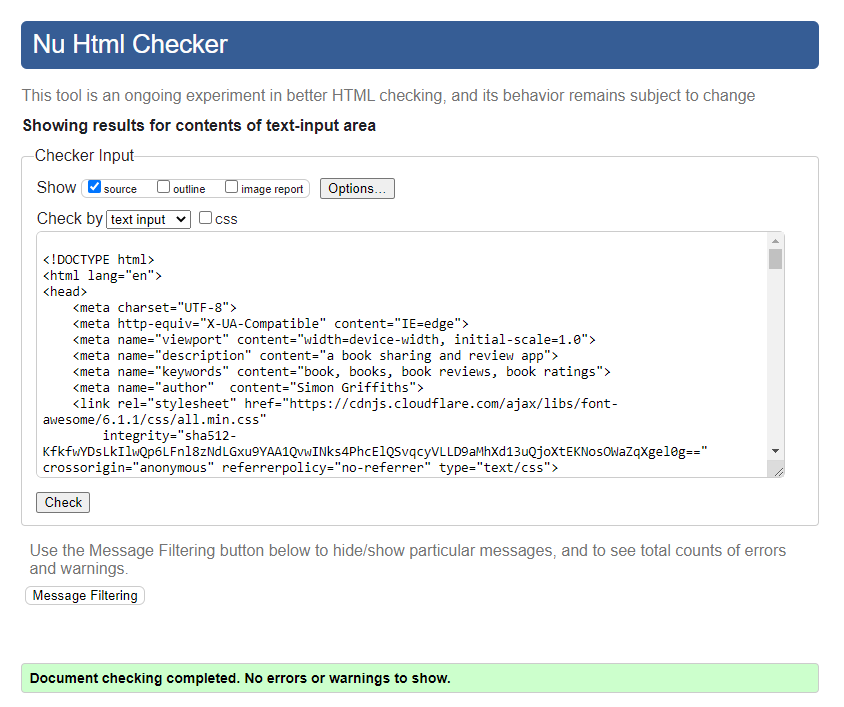 Nu Html Checker
This tool is an ongoing experiment in better HTML checking, and its behavior remains subject to change
Showing results for contents of text-input area
Checker Input
Show source outline image report Options...
Check by text input css
<!DOCTYPE html>
<html lang="en">
<head>
    <meta charset="UTF-8">
    <meta http-equiv="X-UA-Compatible" content="IE=edge">
    <meta name="viewport" content="width=device-width, initial-scale=1.0">
    <meta name="description" content="a book sharing and review app">
    <meta name="keywords" content="book, books, book reviews, book ratings">
    <meta name="author"  content="Simon Griffiths">
    <link rel="stylesheet" href="https://cdnjs.cloudflare.com/ajax/libs/font-
awesome/6.1.1/css/all.min.css"
        integrity="sha512-
KfkfwYDsLkIlwQp6LFnl8zNdLGxu9YAA1QvwINks4PhcElQSvqcyVLLD9aMhXd13uQjoXtEKNosOWaZqXgel0g=="
crossorigin="anonymous" referrerpolicy="no-referrer" type="text/css">
Check
Use the Message Filtering button below to hide/show particular messages, and to see total counts of errors
and warnings.
Message Filtering
Document checking completed. No errors or warnings to show.